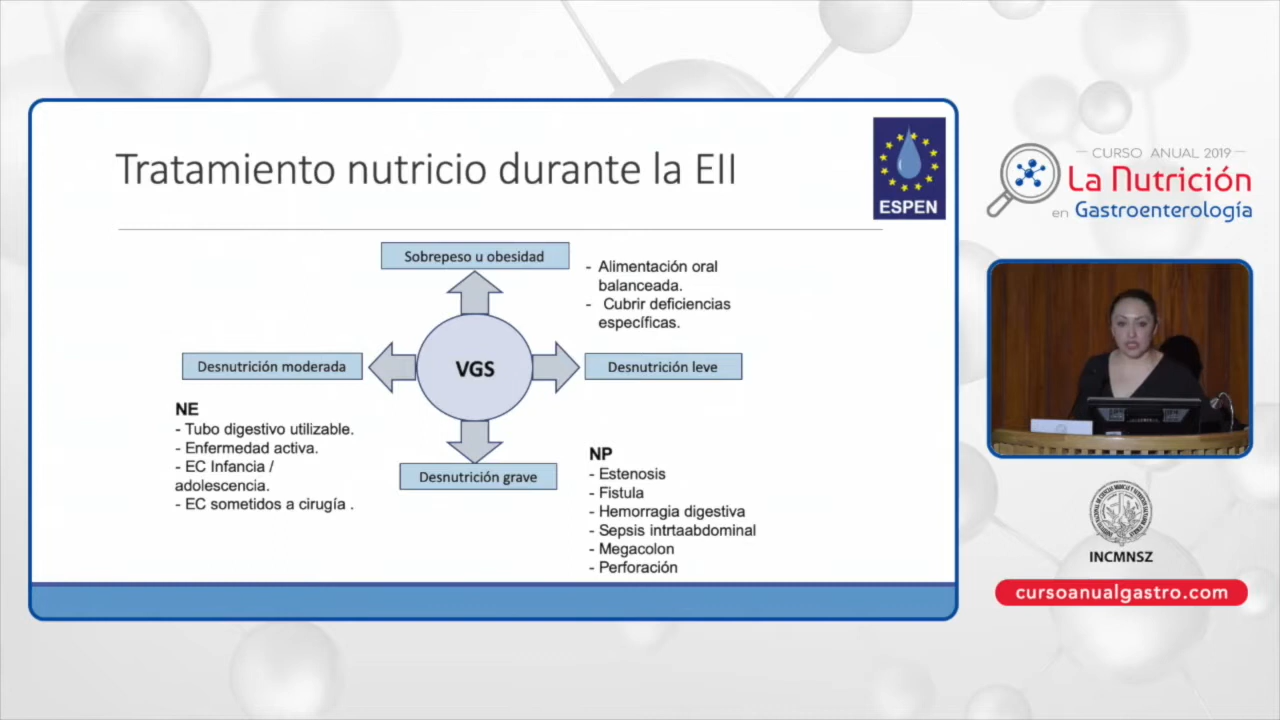 Tratamiento nutricio durante la EII
ESPEN
Sobrepeso u obesidad
- Alimentación oral
balanceada.
- Cubrir deficiencias
específicas.
Desnutrición moderada
VGS
Desnutrición leve
NE
- Tubo digestivo utilizable.
- Enfermedad activa.
- EC Infancia /
adolescencia.
- EC sometidos a cirugía .
Desnutrición grave
NP
- Estenosis
- Fistula
- Hemorragia digestiva
- Sepsis intrtaabdominal
- Megacolon
- Perforación
CURSO ANUAL 2019
La Nutrición
en Gastroenterología
INCMNSZ
cursoanualgastro.com